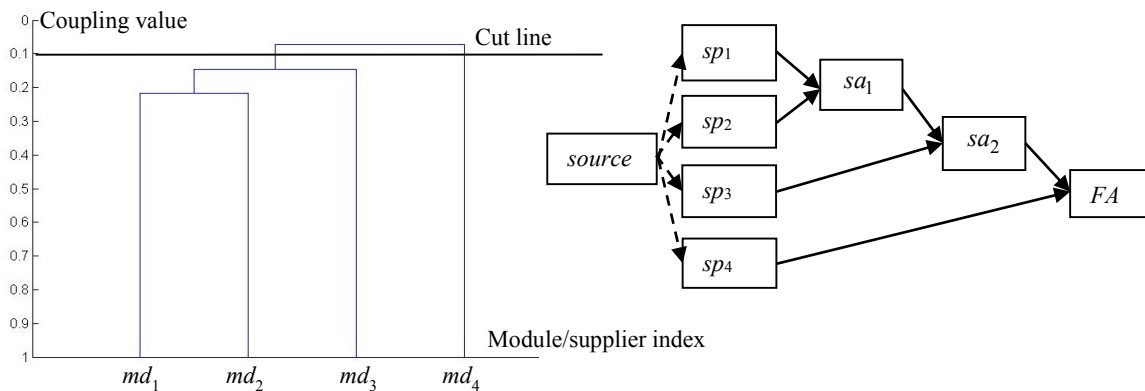 0
Coupling value
Cut line
0.1
0.2
0.3
0.4
0.5
0.6
0.7
0.8
0.9
1
Module/supplier index
md1
md2
md3
md4
source
sp1
sp2
sp3
sp4
sa1
sa2
FA